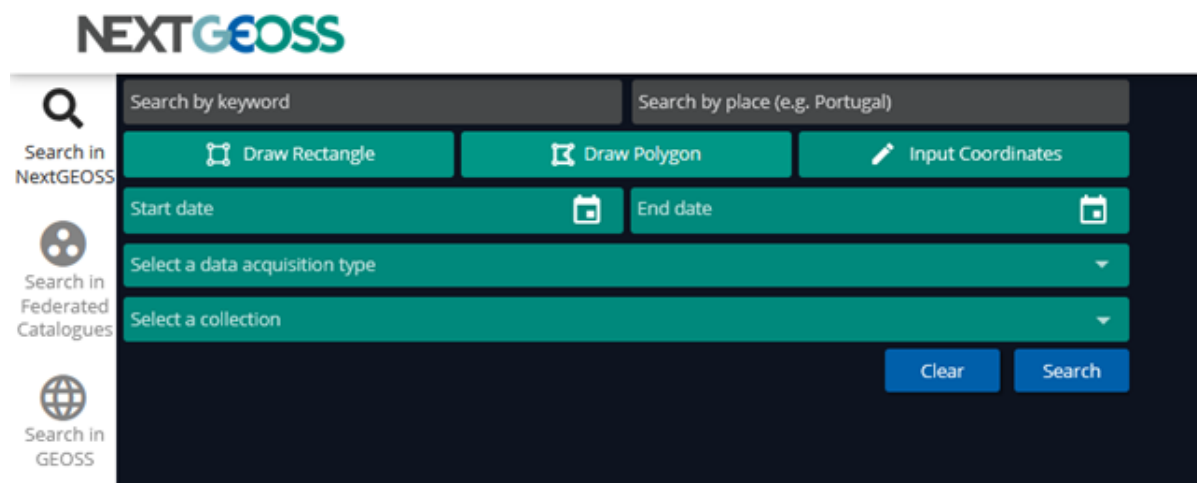 NEXTGEOSS
Search in
NextGEOSS
Search in
Federated
Catalogues
Search in
GEOSS
Search by keyword
Search by place (e.g. Portugal)
Draw Rectangle
Draw Polygon
Input Coordinates
Start date
End date
Select a data acquisition type
Select a collection
Clear
Search